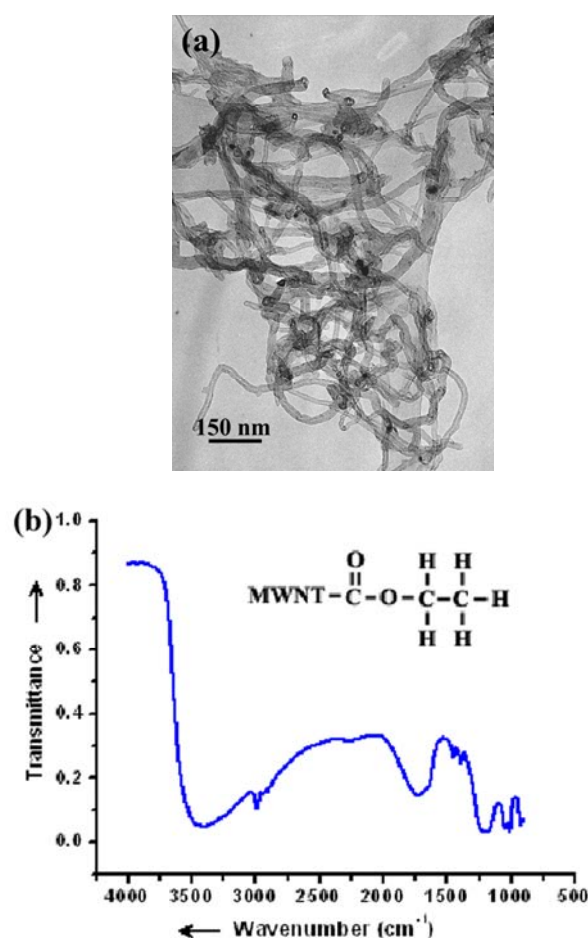 (a)
150 nm
(b)
1.0
0.8
0.6
0.4
0.2
0.0
Transmittance
O H H
MWNT – C – O – C – C – H
H H
4000 3500 3000 2500 2000 1500 1000 500
Wavenumber (cm⁻¹)